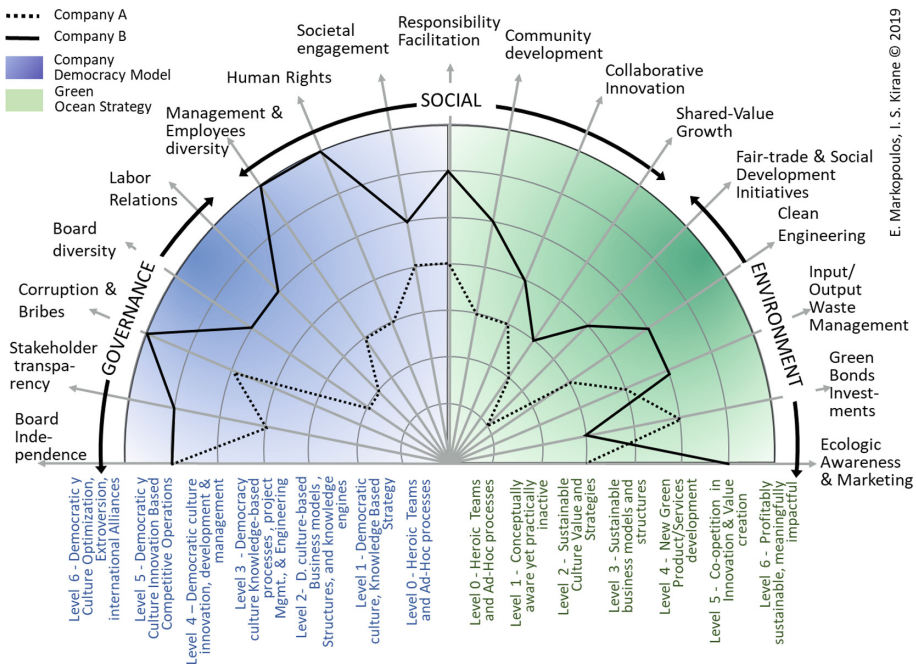 Company A
Company B
Company
Democracy Model
Green
Ocean Strategy
Societal
engagement
Responsibility
Facilitation
Community
development
Human Rights
Collaborative
Innovation
Management &
Employees
diversity
Shared-Value
Growth
Labor
Relations
Fair-trade & Social
Development
Initiatives
Board
diversity
Clean
Engineering
Corruption &
Bribes
Input/
Output
Waste
Management
Stakeholder
transpa-
rency
Green
Bonds
Invest-
ments
Board
Inde-
pendence
Ecologic
Awareness
& Marketing
SOCIAL
GOVERNANCE
ENVIRONMENT
E. Markopoulos, I. S. Kirane © 2019
Level 6 - Democratic y
Culture Optimization,
Extroversion,
international Alliances
Level 5 - Democratic y
Culture Innovation Based
Competitive Operations
Level 4 – Democratic culture
innovation, development &
management
Level 3 - Democracy
culture Knowledge-based
processes , project
Mgmt., & Engineering
Level 2- D. culture-based
Business models ,
Structures, and knowledge
engines
Level 1 - Democratic
culture, Knowledge Based
Strategy
Level 0 - Heroic Teams
and Ad-Hoc processes
Level 0 - Heroic Teams
and Ad-Hoc processes
Level 1 - Conceptually
aware yet practically
inactive
Level 2 - Sustainable
Culture Value and
Strategies
Level 3 -Sustainable
business models and
structures
Level 4 - New Green
Product/Services
development
Level 5 - Co-opetition in
Innovation & Value
creation
Level 6 - Profitably
sustainable, meaningfully
impactful